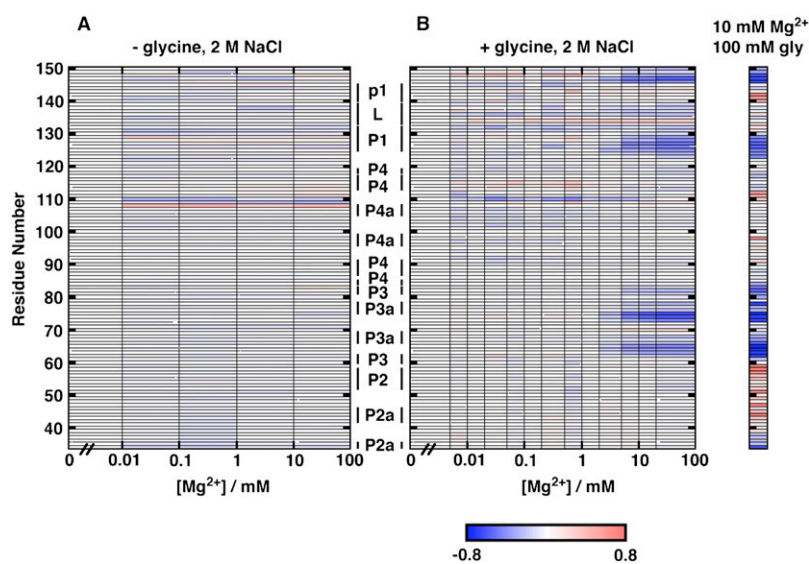 A
- glycine, 2 M NaCl
B
+ glycine, 2 M NaCl
10 mM Mg²⁺
100 mM gly
Residue Number
150
140
130
120
110
100
90
80
70
60
50
40
p1
L
P1
P4
P4
P4a
P4a
P4
P4
P3
P3a
P3a
P3
P2
P2a
P2a
0 0.01 0.1 1 10 100
[Mg²⁺] / mM
0 0.01 0.1 1 10 100
[Mg²⁺] / mM
-0.8 0.8